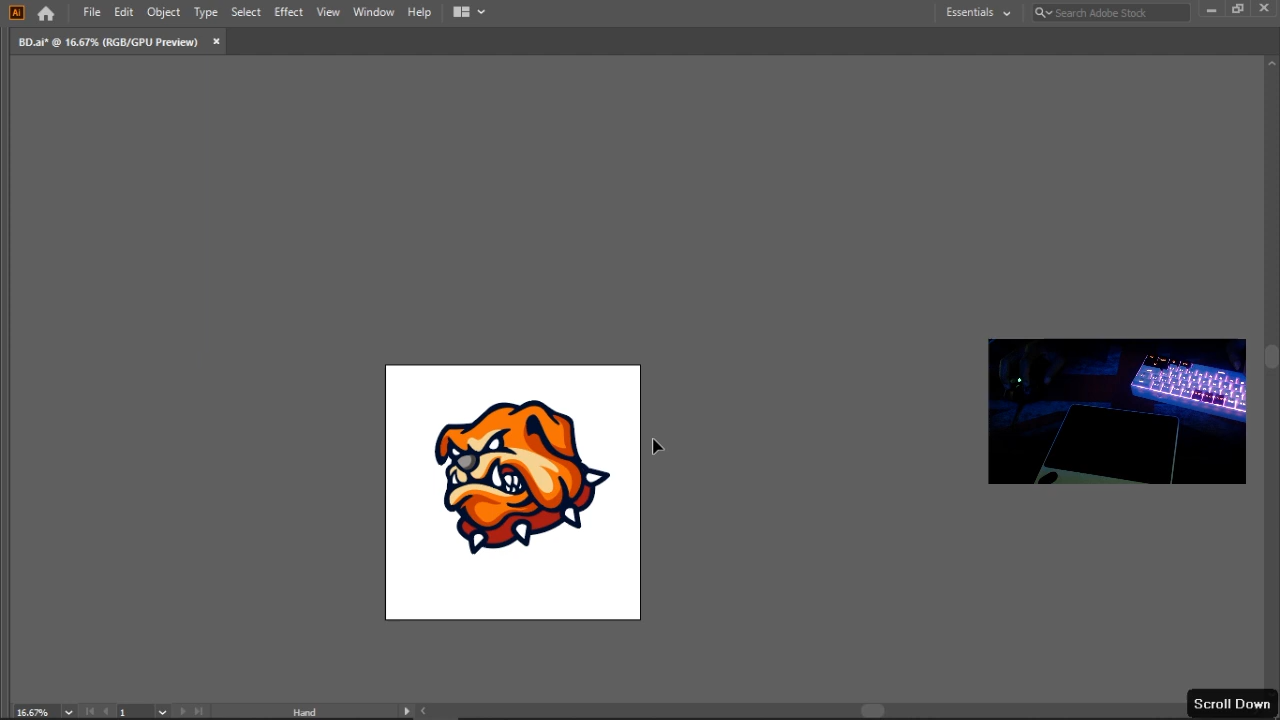 Ai File Edit Object Type Select Effect View Window Help Essentials Search Adobe Stock
BD.ai* @ 16.67% (RGB/GPU Preview) ×
16.67% 1 Hand
Scroll Down